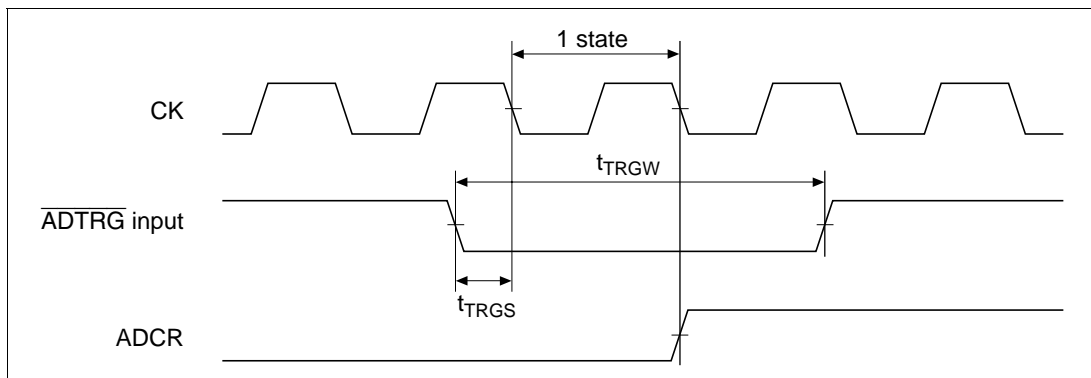 1 state
CK
tTRGW
ADTRG input
tTRGS
ADCR